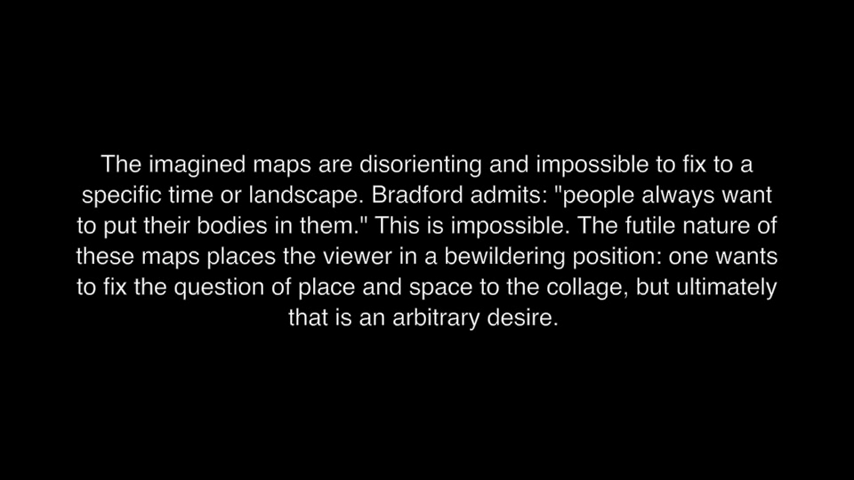 The imagined maps are disorienting and impossible to fix to a
specific time or landscape. Bradford admits: "people always want
to put their bodies in them." This is impossible. The futile nature of
these maps places the viewer in a bewildering position: one wants
to fix the question of place and space to the collage, but ultimately
that is an arbitrary desire.